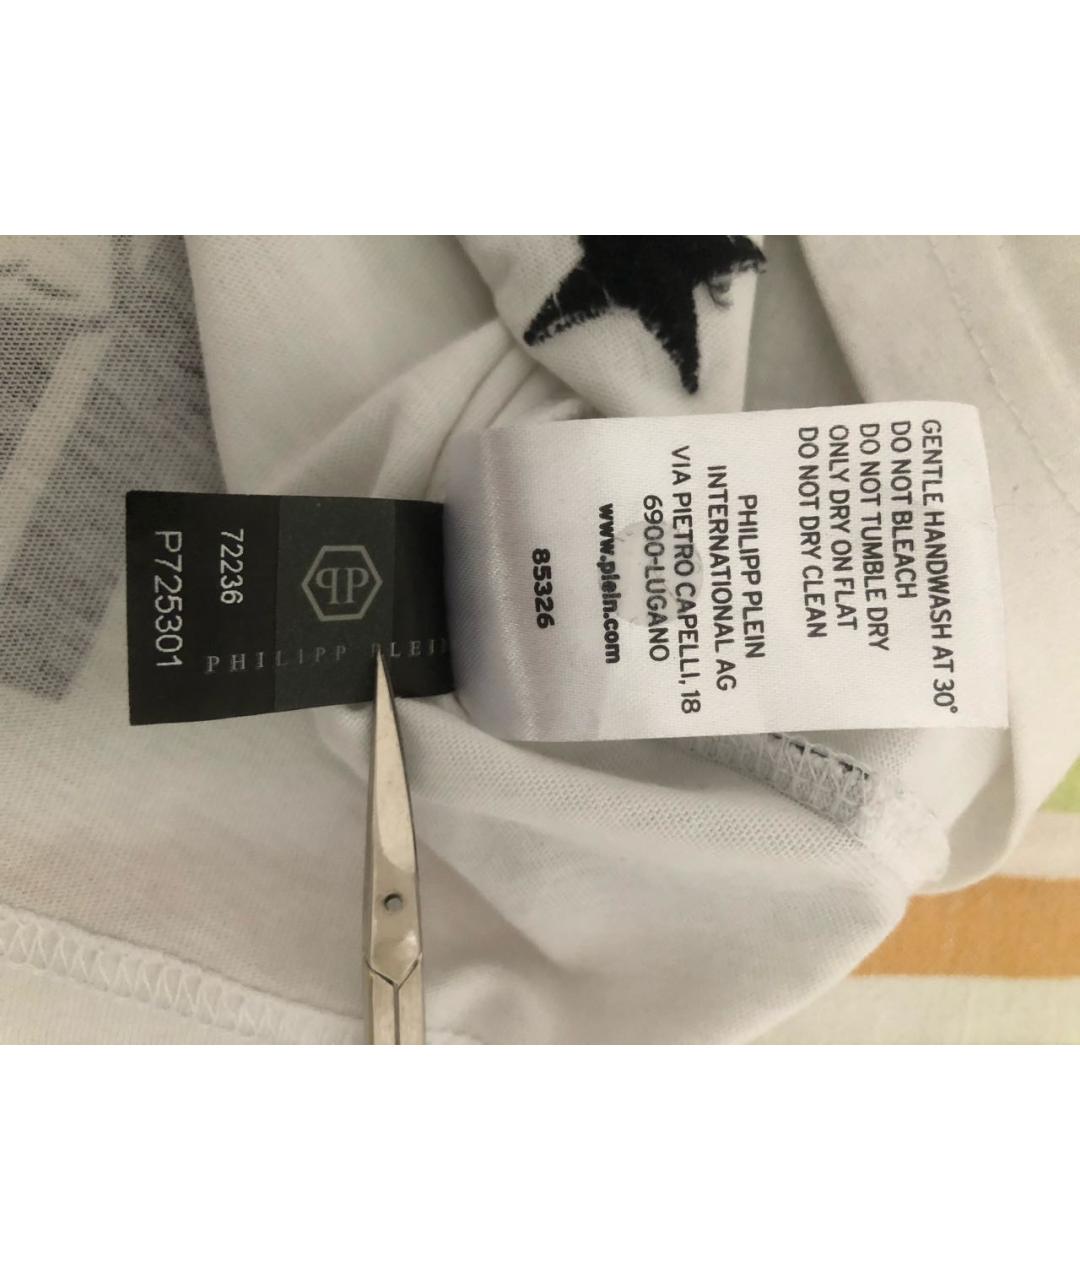 GENTLE HANDWASH AT 30°
DO NOT BLEACH
DO NOT TUMBLE DRY
ONLY DRY ON FLAT
DO NOT DRY CLEAN
PHILIPP PLEIN
INTERNATIONAL AG
VIA PIETRO CAPELLI, 18
6900-LUGANO
www.plein.com
85326
PP
PHILIPP PLEIN
72236
P725301